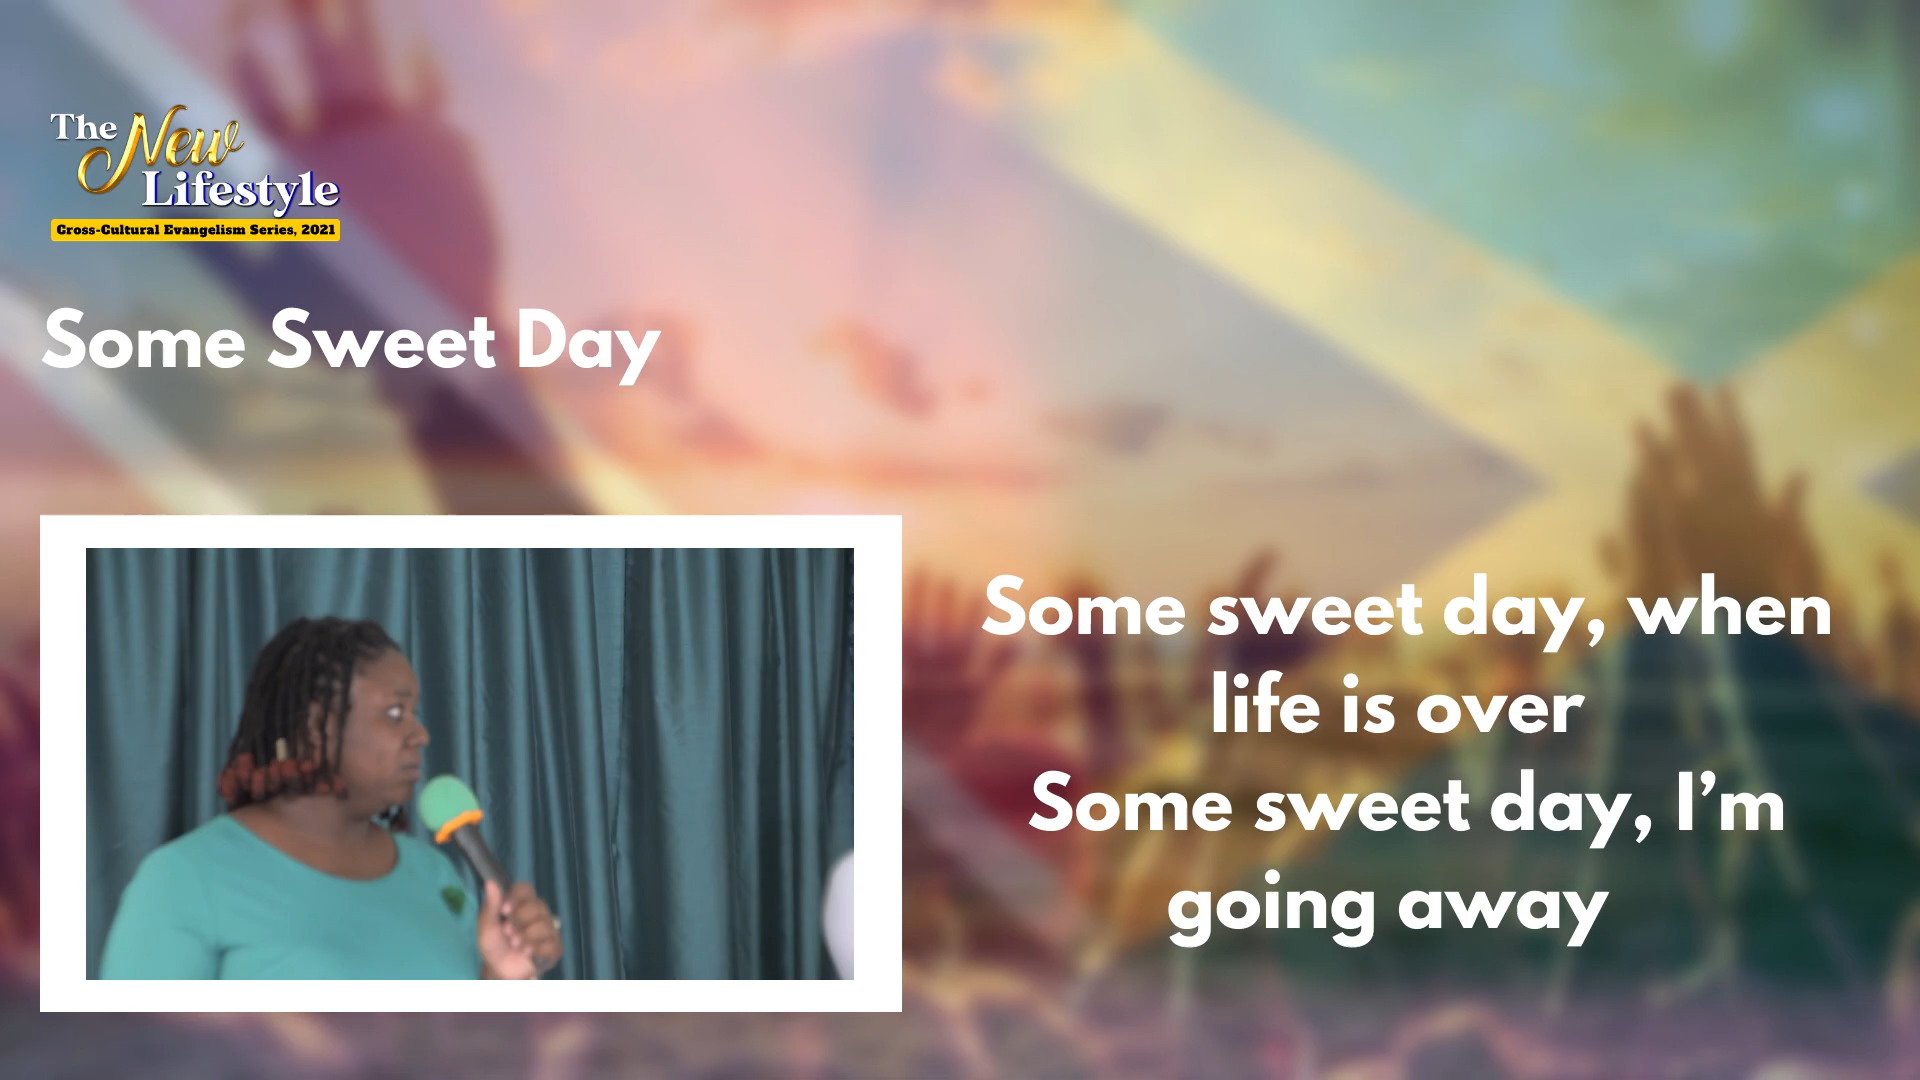 The New
Lifestyle
Cross-Cultural Evangelism Series, 2021
Some Sweet Day
Some sweet day, when
life is over
Some sweet day, I’m
going away